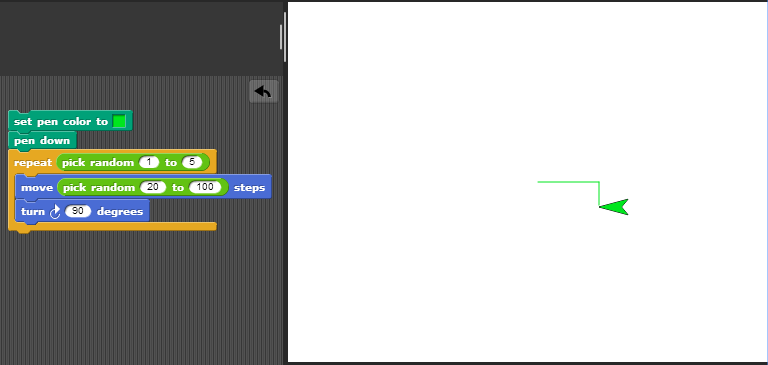 set pen color to
pen down
repeat pick random 1 to 5
move pick random 20 to 100 steps
turn 90 degrees